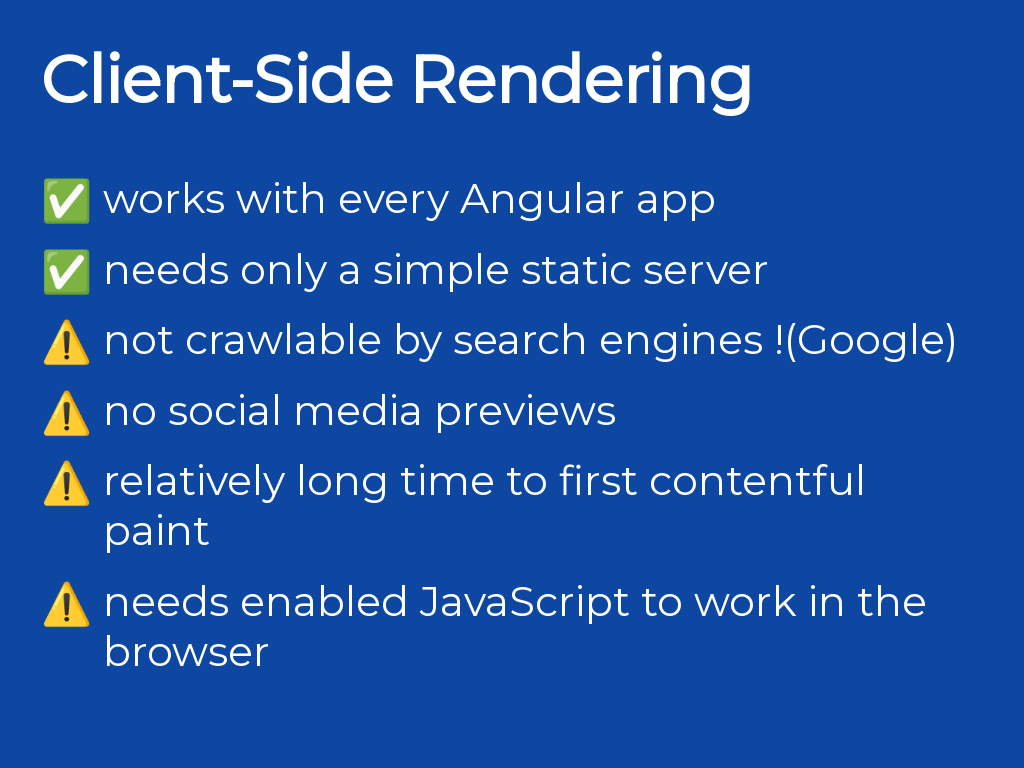 Client-Side Rendering
✅ works with every Angular app
✅ needs only a simple static server
⚠️ not crawlable by search engines !(Google)
⚠️ no social media previews
⚠️ relatively long time to first contentful
paint
⚠️ needs enabled JavaScript to work in the
browser